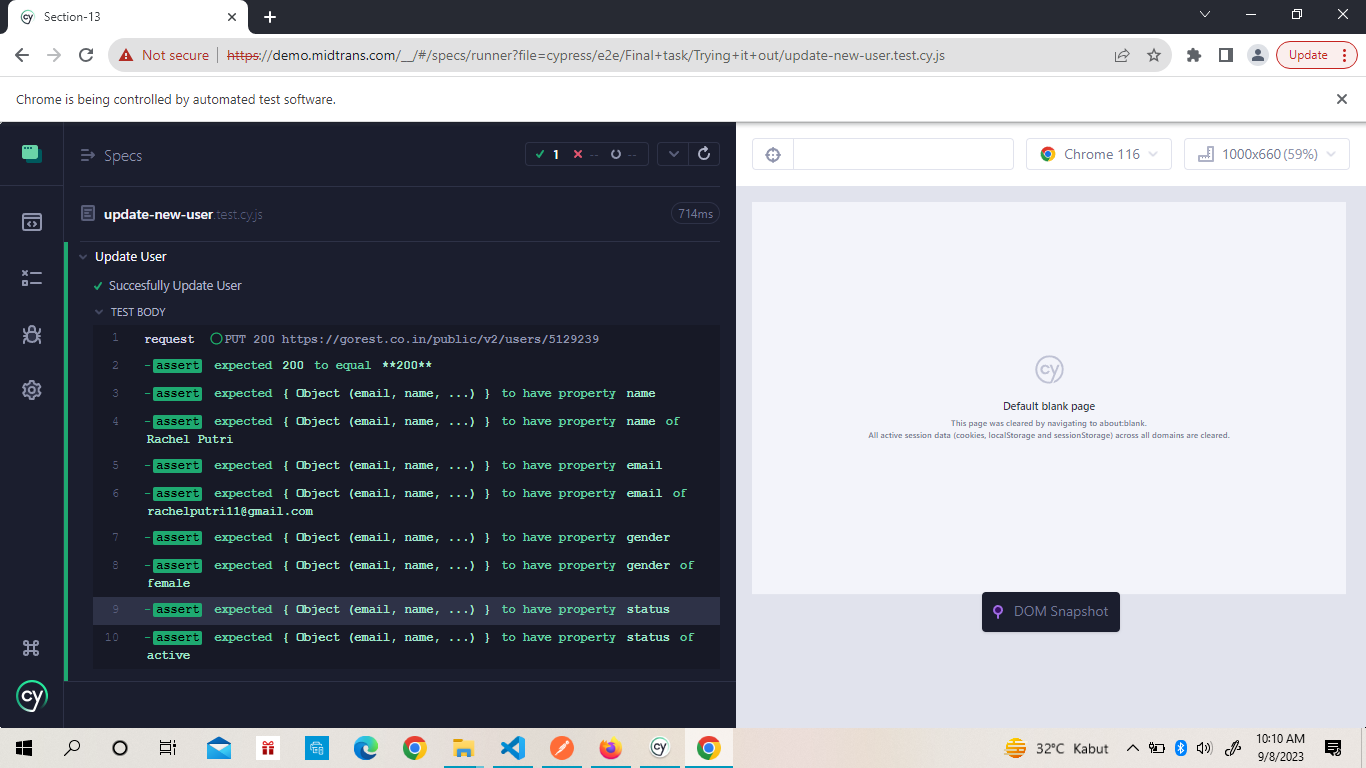 Section-13
Not secure
https://demo.midtrans.com/__/#/specs/runner?file=cypress/e2e/Final+task/Trying+it+out/update-new-user.test.cy.js
Update
Chrome is being controlled by automated test software.
Specs
1 -- --
Chrome 116
1000x660 (59%)
update-new-user.test.cy.js
714ms
Update User
Succesfully Update User
TEST BODY
1 request PUT 200 https://gorest.co.in/public/v2/users/5129239
2 -assert expected 200 to equal **200**
3 -assert expected { Object (email, name, ...) } to have property name
4 -assert expected { Object (email, name, ...) } to have property name of
Rachel Putri
5 -assert expected { Object (email, name, ...) } to have property email
6 -assert expected { Object (email, name, ...) } to have property email of
rachelputri11@gmail.com
7 -assert expected { Object (email, name, ...) } to have property gender
8 -assert expected { Object (email, name, ...) } to have property gender of
female
9 -assert expected { Object (email, name, ...) } to have property status
10 -assert expected { Object (email, name, ...) } to have property status of
active
cy
Default blank page
This page was cleared by navigating to about:blank.
All active session data (cookies, localStorage and sessionStorage) across all domains are cleared.
DOM Snapshot
cy
32°C Kabut
10:10 AM
9/8/2023